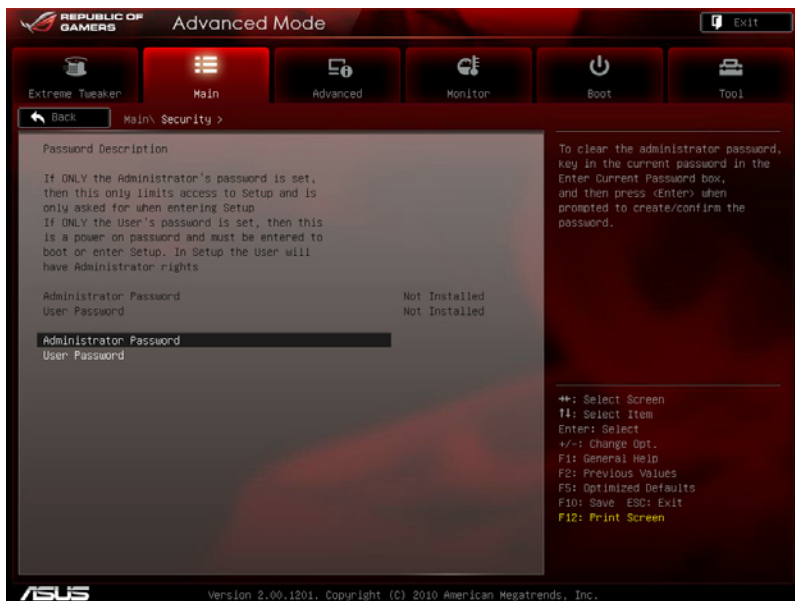 REPUBLIC OF
GAMERS
Advanced Mode
Exit
Extreme Tweaker
Main
Advanced
Monitor
Boot
Tool
Back
Main\ Security >
Password Description
If ONLY the Administrator's password is set,
then this only limits access to Setup and is
only asked for when entering Setup
If ONLY the User's password is set, then this
is a power on password and must be entered to
boot or enter Setup. In Setup the User will
have Administrator rights
Administrator Password Not Installed
User Password Not Installed
Administrator Password
User Password
To clear the administrator password,
key in the current password in the
Enter Current Password box,
and then press <Enter> when
prompted to create/confirm the
password.
→←: Select Screen
↑↓: Select Item
Enter: Select
+/-: Change Opt.
F1: General Help
F2: Previous Values
F5: Optimized Defaults
F10: Save ESC: Exit
F12: Print Screen
ASUS
Version 2.00.1201. Copyright (C) 2010 American Megatrends, Inc.